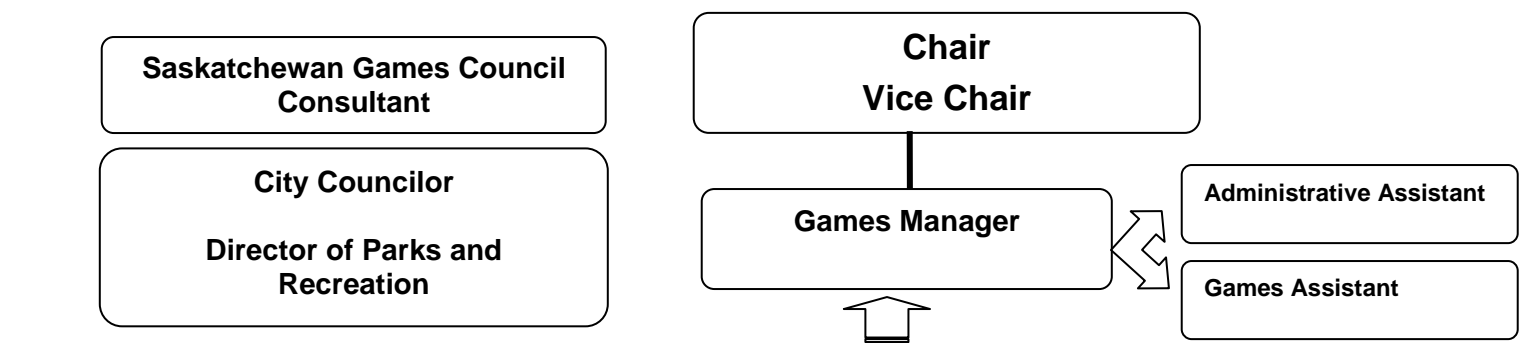 Saskatchewan Games Council
Consultant
City Councilor
Director of Parks and
Recreation
Chair
Vice Chair
Games Manager
Administrative Assistant
Games Assistant